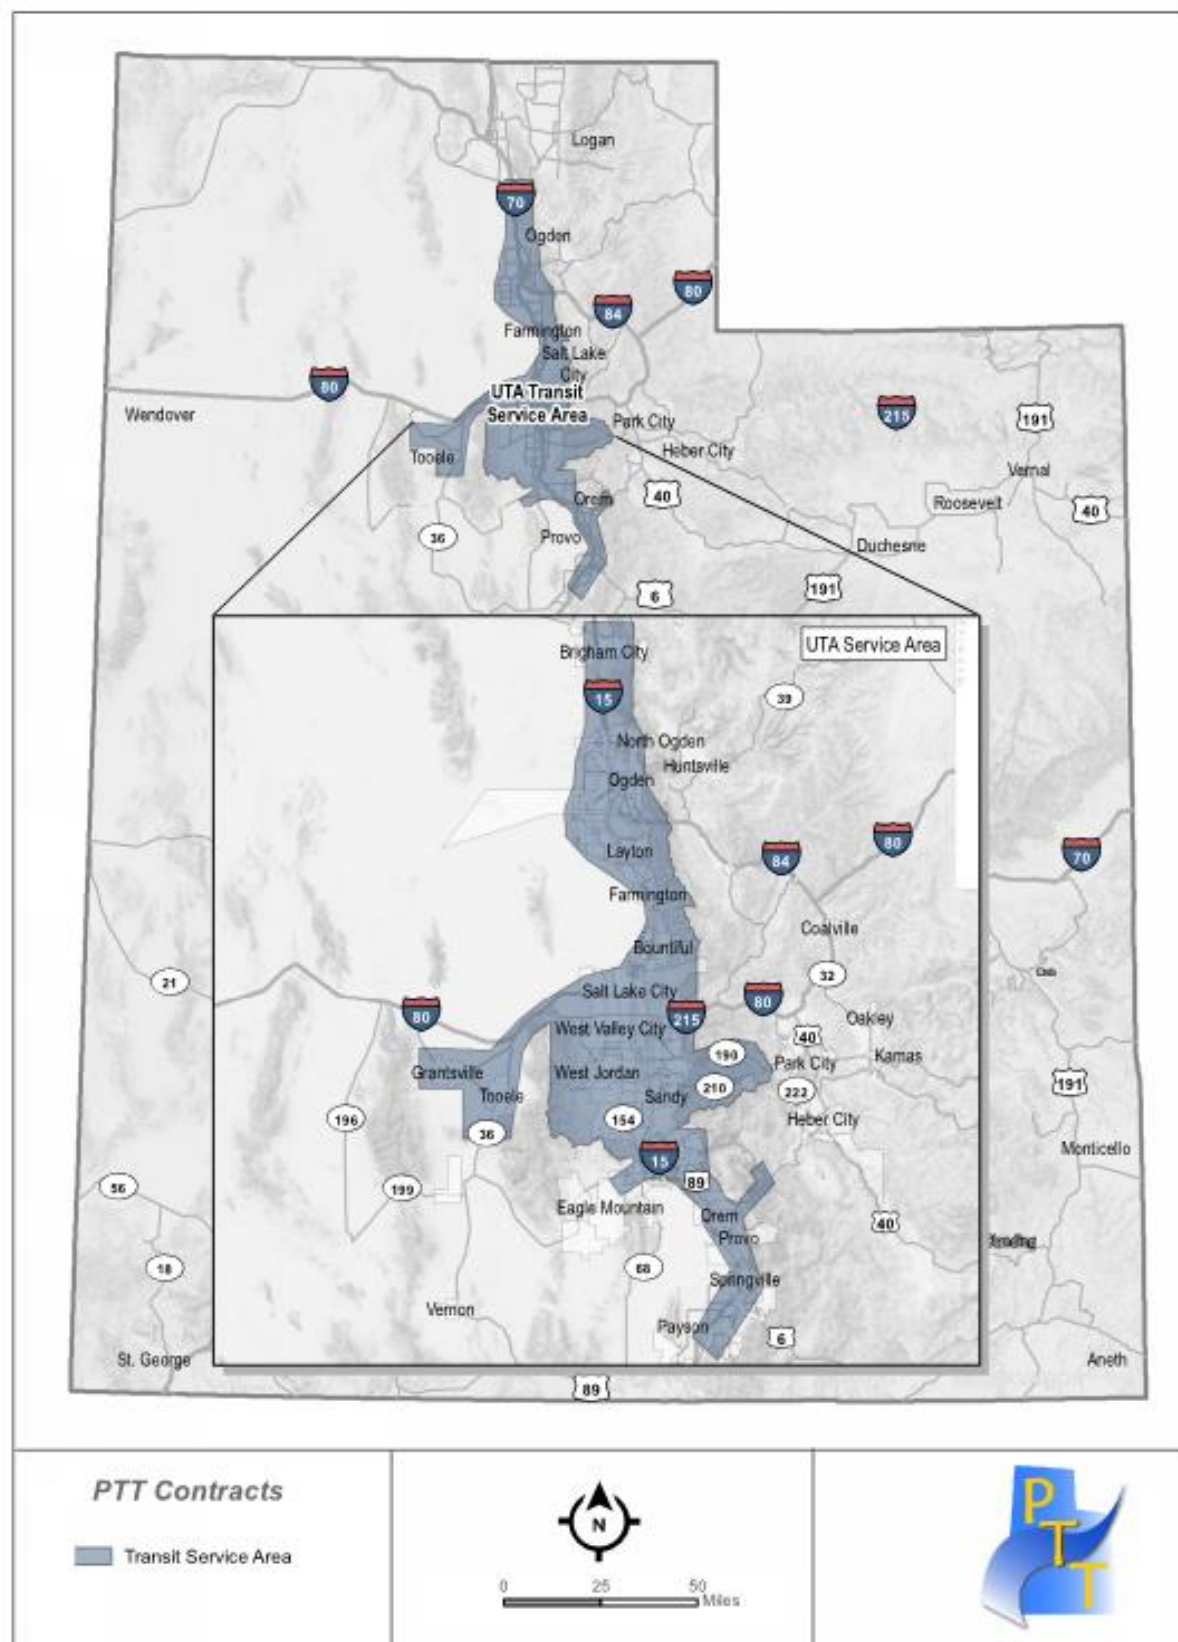 Logan
70
Ogden
80
84
Farmington
Salt Lake
City
80
UTA Transit
Service Area
215
191
Wendover
Park City
Heber City
Tooele
Vernal
40
Orem
Roosevelt
40
36
Provo
Duchesne
6
191
UTA Service Area
Brigham City
15
39
North Ogden
Huntsville
Ogden
80
84
70
Layton
Farmington
Coalville
Bountiful
32
21
Salt Lake City
80
80
215
Oakley
West Valley City
40
190
Kamas
Park City
Grantsville
West Jordan
191
210
222
Tooele
Sandy
154
Heber City
196
36
Monticello
15
89
56
199
Eagle Mountain
Orem
40
Provo
18
68
Springville
Vernon
Payson
6
St. George
Aneth
89
PTT Contracts
Transit Service Area
N
0 25 50
Miles
P
T
T